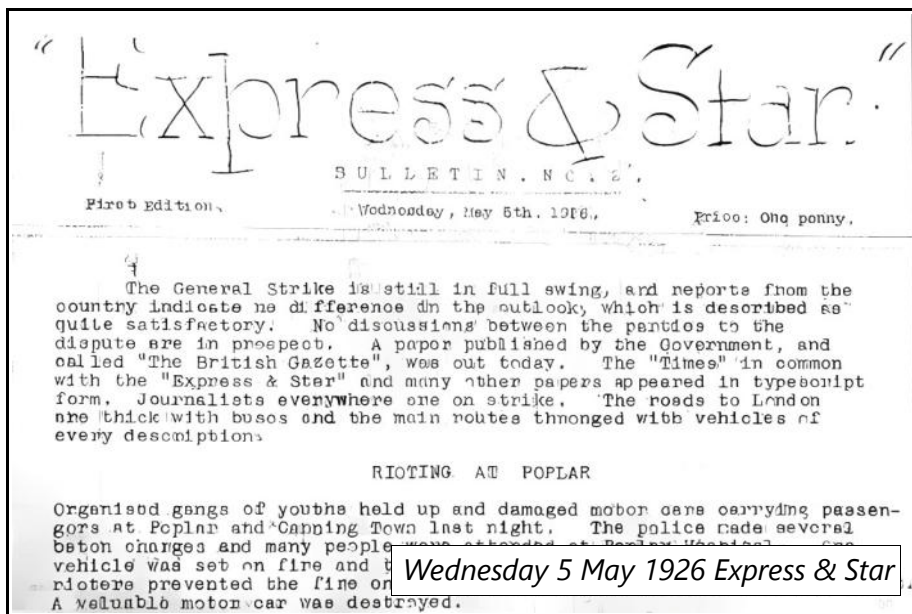 "Express & Star."
BULLETIN. NO. 2.
First Edition. Wednesday, May 5th. 1926. Price: One penny.
The General Strike is still in full swing, and reports from the
country indicate no difference in the outlook, which is described as
quite satisfactory. No discussions between the parties to the
dispute are in prospect. A paper published by the Government, and
called "The British Gazette", was out today. The "Times" in common
with the "Express & Star" and many other papers appeared in typescript
form. Journalists everywhere are on strike. The roads to London
are thick with buses and the main routes thronged with vehicles of
every description.
RIOTING AT POPLAR
Organised gangs of youths held up and damaged motor cars carrying passen-
gers at Poplar and Canning Town last night. The police made several
baton charges and many people were attended at Poplar Hospital. One
vehicle was set on fire and
rioters prevented the fire
A valuable motor car was destroyed.
Wednesday 5 May 1926 Express & Star